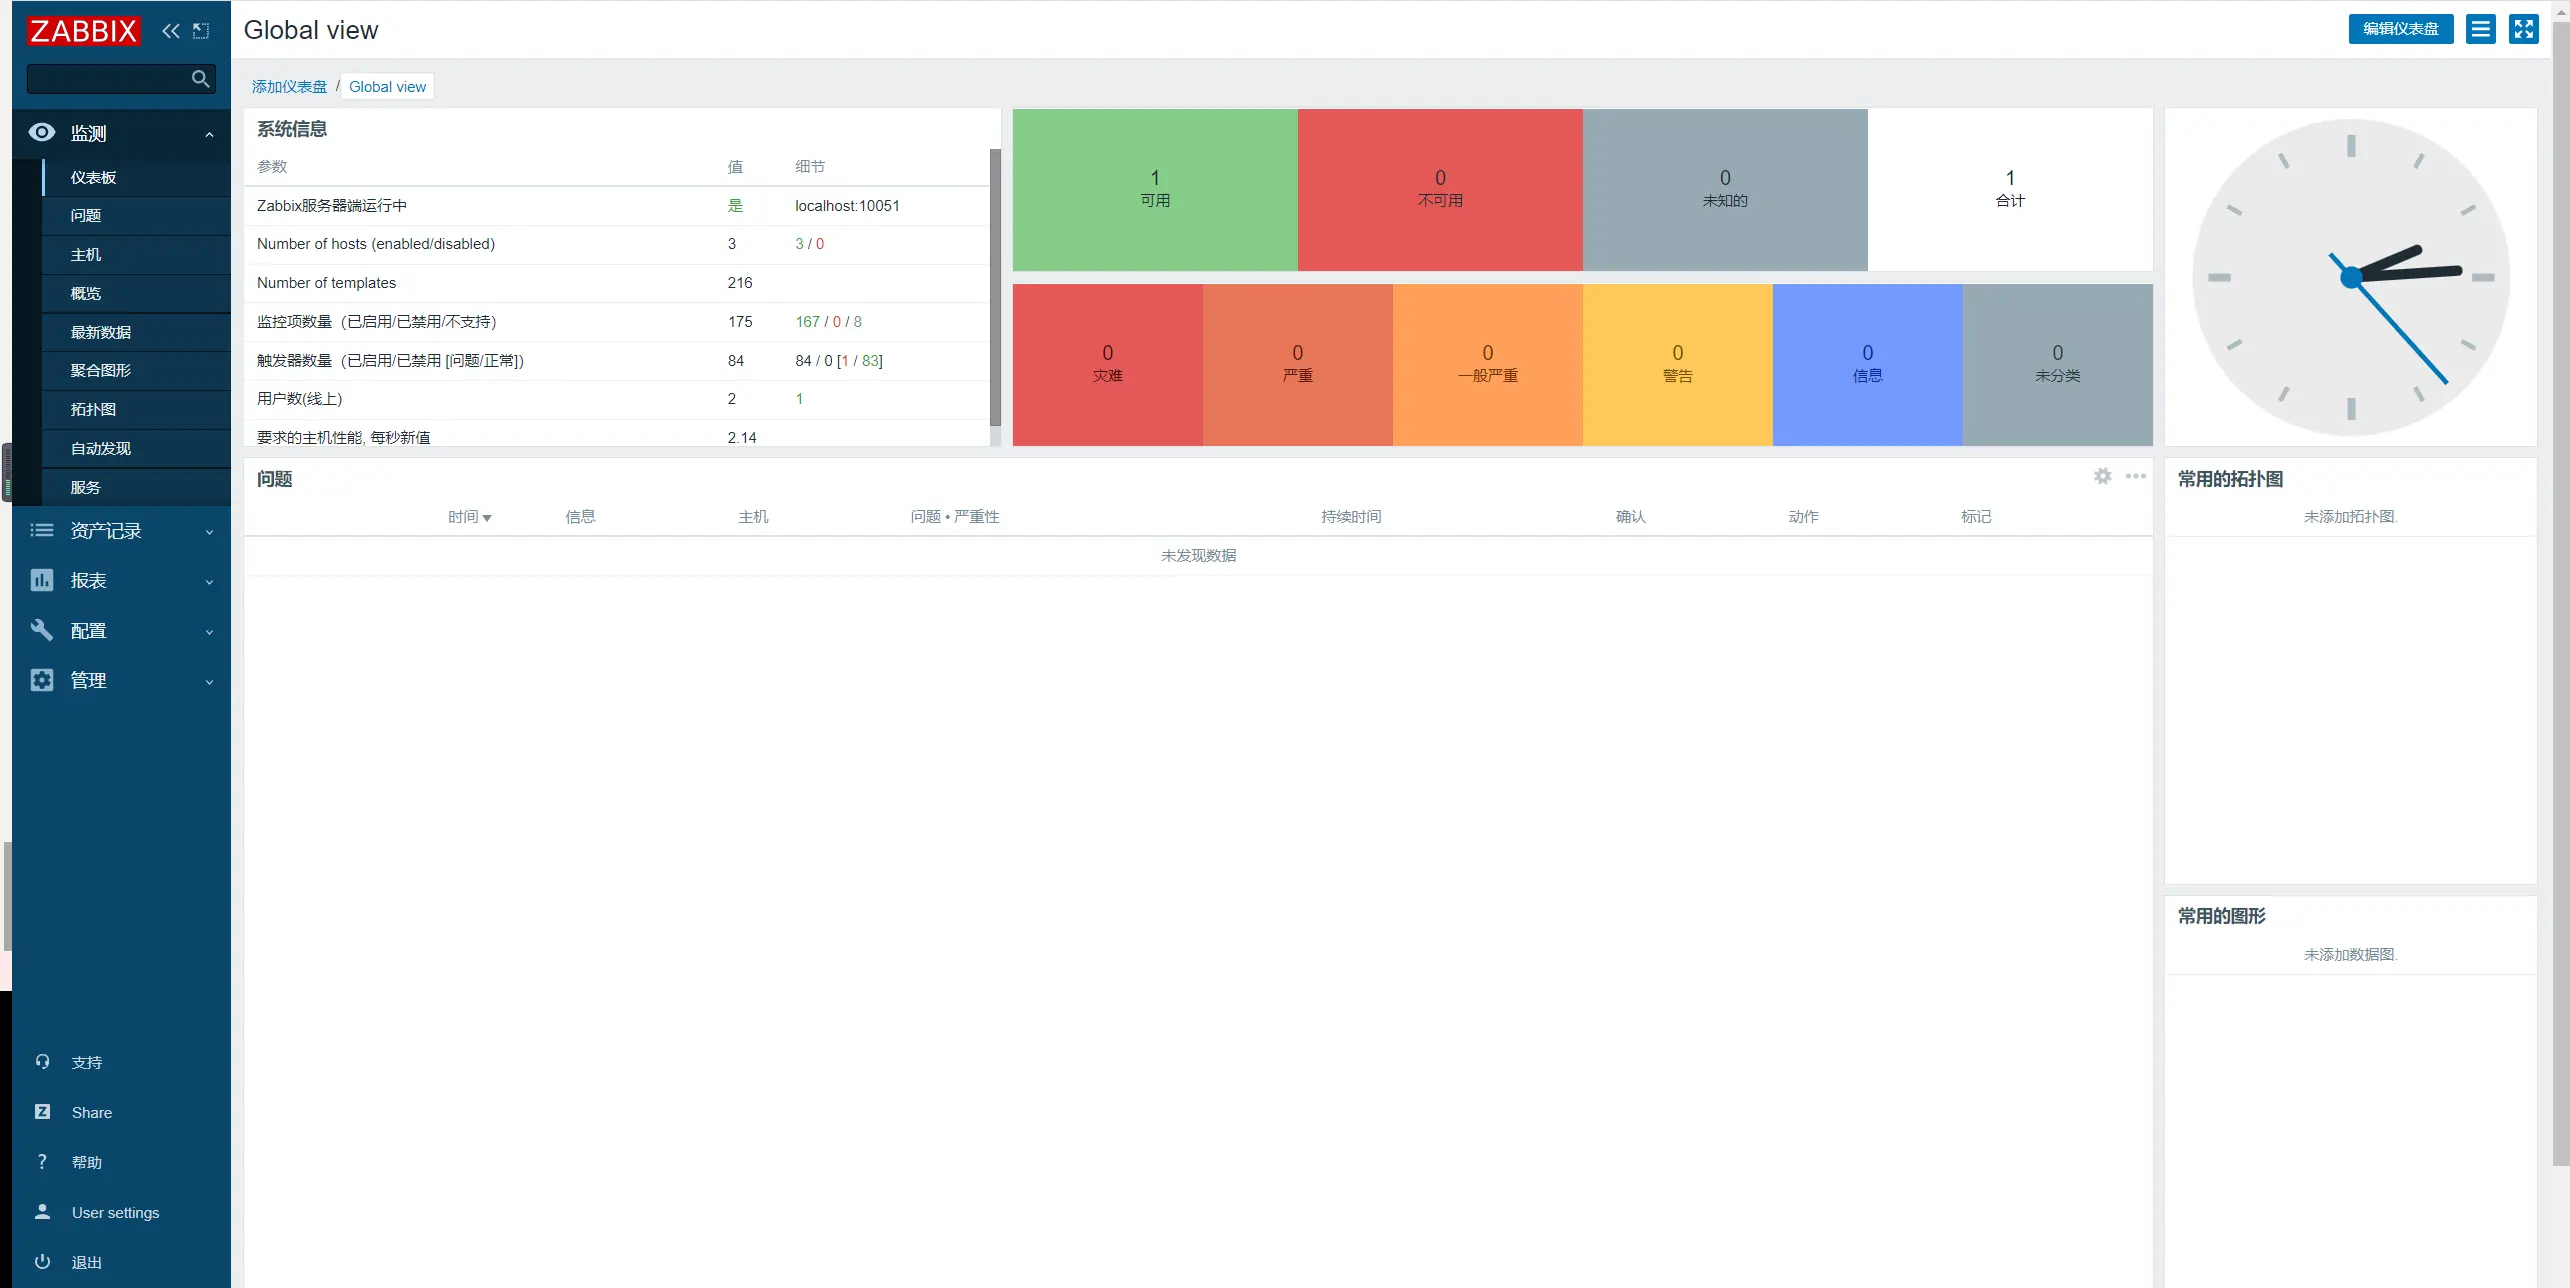 ZABBIX
监测
仪表板
问题
主机
概览
最新数据
聚合图形
拓扑图
自动发现
服务
资产记录
报表
配置
管理
支持
Z Share
? 帮助
User settings
退出
Global view
编辑仪表盘
添加仪表盘 / Global view
系统信息
参数 值 细节
Zabbix服务器端运行中 是 localhost:10051
Number of hosts (enabled/disabled) 3 3 / 0
Number of templates 216
监控项数量 (已启用/已禁用/不支持) 175 167 / 0 / 8
触发器数量 (已启用/已禁用 [问题/正常]) 84 84 / 0 [1 / 83]
用户数(线上) 2 1
要求的主机性能, 每秒新值 2.14
1 0 0 1
可用 不可用 未知的 合计
0 0 0 0 0 0
灾难 严重 一般严重 警告 信息 未分类
问题
时间 信息 主机 问题 • 严重性 持续时间 确认 动作 标记
未发现数据
常用的拓扑图
未添加拓扑图.
常用的图形
未添加数据图.